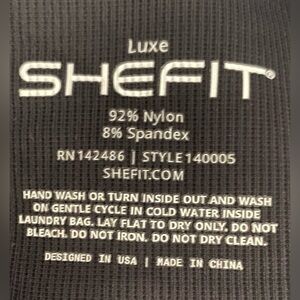 Luxe
SHEFIT®
92% Nylon
8% Spandex
RN 142486 | STYLE 140005
SHEFIT.COM
HAND WASH OR TURN INSIDE OUT AND WASH
ON GENTLE CYCLE IN COLD WATER INSIDE
LAUNDRY BAG. LAY FLAT TO DRY ONLY. DO NOT
BLEACH. DO NOT IRON. DO NOT DRY CLEAN.
DESIGNED IN USA | MADE IN CHINA